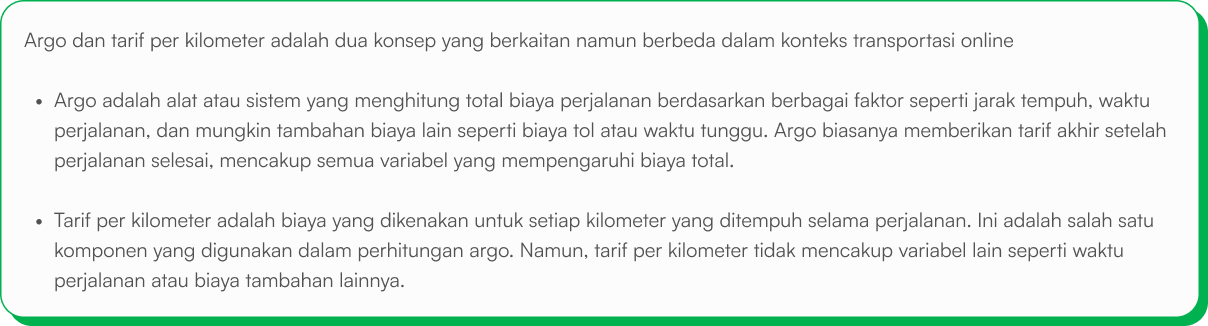 Argo dan tarif per kilometer adalah dua konsep yang berkaitan namun berbeda dalam konteks transportasi online
• Argo adalah alat atau sistem yang menghitung total biaya perjalanan berdasarkan berbagai faktor seperti jarak tempuh, waktu
perjalanan, dan mungkin tambahan biaya lain seperti biaya tol atau waktu tunggu. Argo biasanya memberikan tarif akhir setelah
perjalanan selesai, mencakup semua variabel yang mempengaruhi biaya total.
• Tarif per kilometer adalah biaya yang dikenakan untuk setiap kilometer yang ditempuh selama perjalanan. Ini adalah salah satu
komponen yang digunakan dalam perhitungan argo. Namun, tarif per kilometer tidak mencakup variabel lain seperti waktu
perjalanan atau biaya tambahan lainnya.